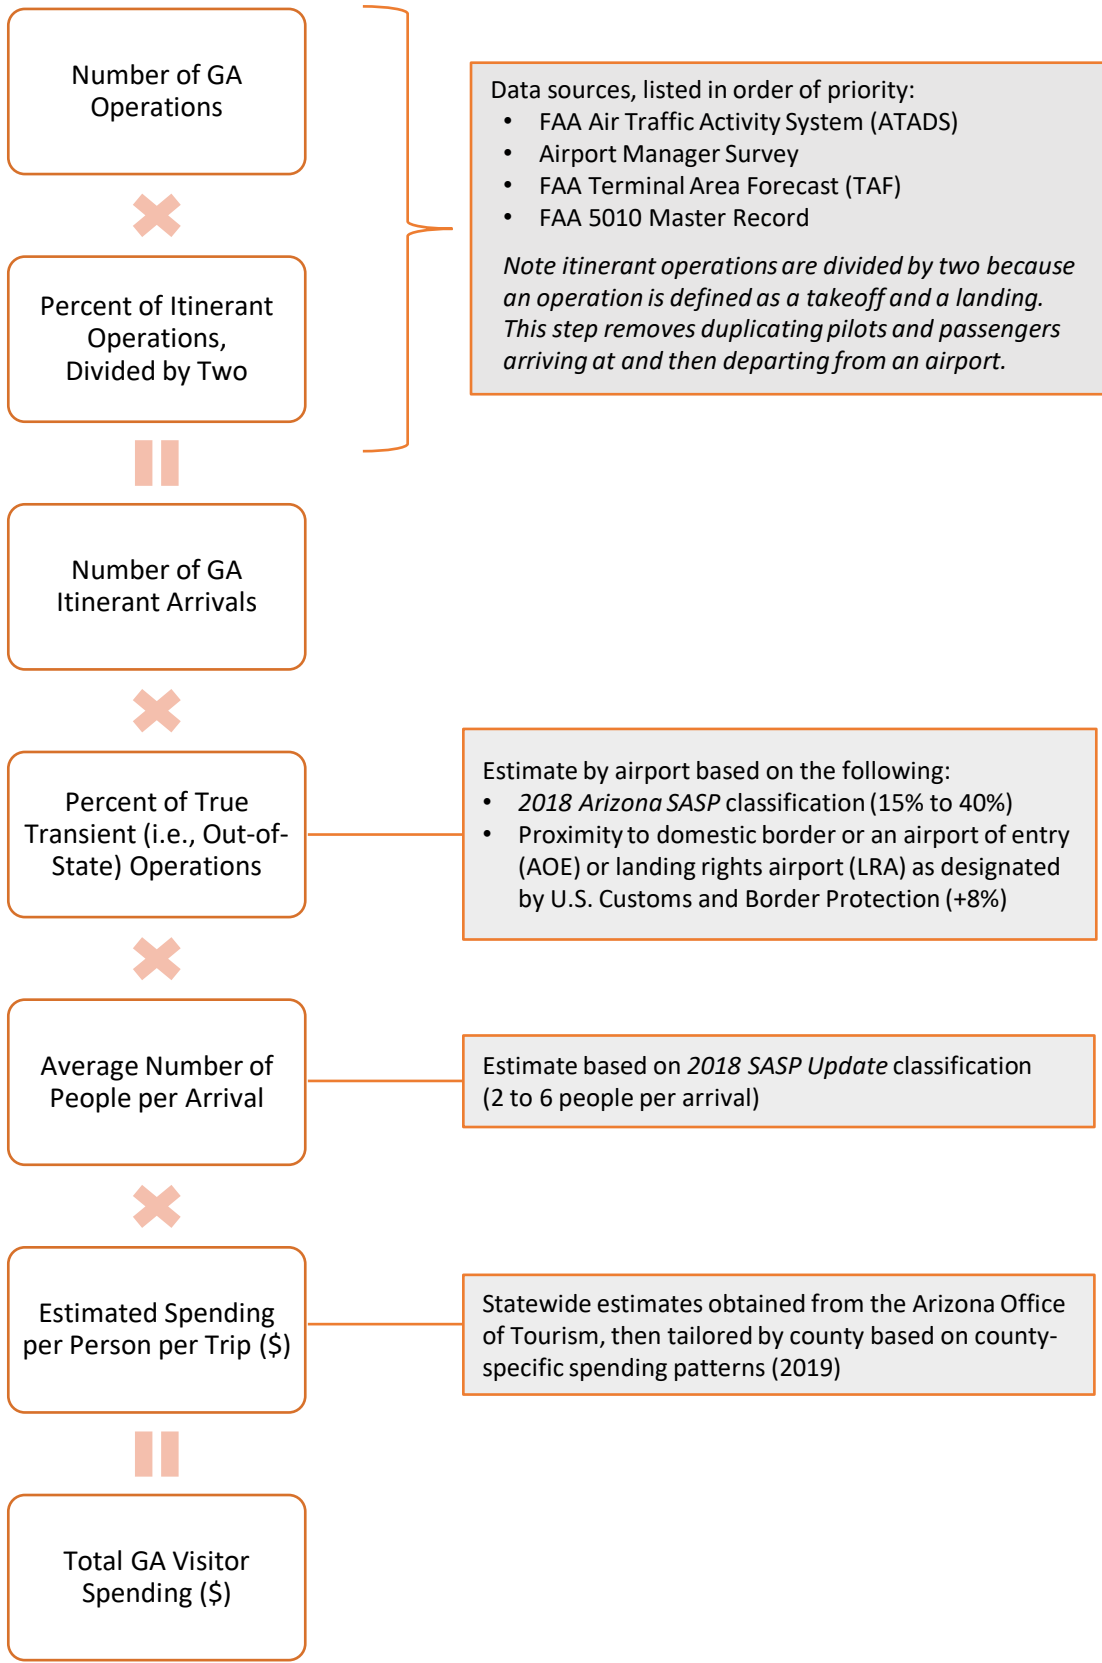 Number of GA
Operations
Data sources, listed in order of priority:
• FAA Air Traffic Activity System (ATADS)
• Airport Manager Survey
• FAA Terminal Area Forecast (TAF)
• FAA 5010 Master Record
Note itinerant operations are divided by two because
an operation is defined as a takeoff and a landing.
This step removes duplicating pilots and passengers
arriving at and then departing from an airport.
Percent of Itinerant
Operations,
Divided by Two
Number of GA
Itinerant Arrivals
Percent of True
Transient (i.e., Out-of-
State) Operations
Estimate by airport based on the following:
• 2018 Arizona SASP classification (15% to 40%)
• Proximity to domestic border or an airport of entry
(AOE) or landing rights airport (LRA) as designated
by U.S. Customs and Border Protection (+8%)
Average Number of
People per Arrival
Estimate based on 2018 SASP Update classification
(2 to 6 people per arrival)
Estimated Spending
per Person per Trip ($)
Statewide estimates obtained from the Arizona Office
of Tourism, then tailored by county based on county-
specific spending patterns (2019)
Total GA Visitor
Spending ($)